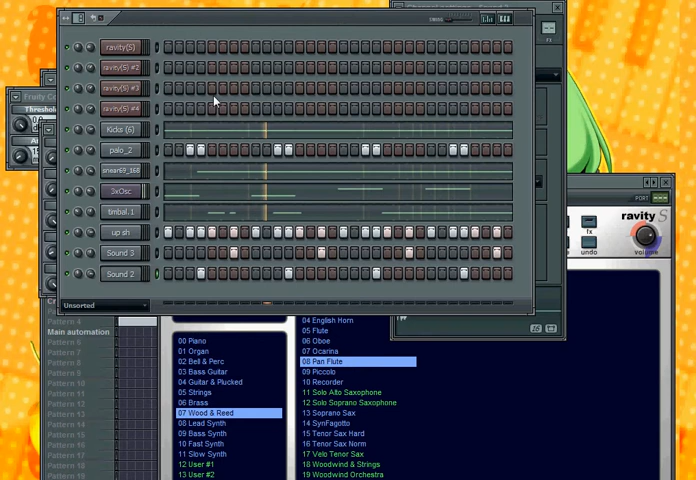 SWING
ravity(S)
ravity(S) #2
ravity(S) #3
ravity(S) #4
Kicks (6)
palo_2
snear69_168
3xOsc
timbal.1
up sh
Sound 3
Sound 2
Unsorted
Fruity Co
Threshold
FX
PORT
ravity S
fx
undo
volume
Pattern 4
Main automation
Pattern 6
Pattern 7
Pattern 8
Pattern 9
Pattern 10
Pattern 11
Pattern 12
Pattern 13
Pattern 14
Pattern 15
Pattern 16
Pattern 17
Pattern 18
Pattern 19
00 Piano
01 Organ
02 Bell & Perc
03 Bass Guitar
04 Guitar & Plucked
05 Strings
06 Brass
07 Wood & Reed
08 Lead Synth
09 Bass Synth
10 Fast Synth
11 Slow Synth
12 User #1
13 User #2
04 English Horn
05 Flute
06 Oboe
07 Ocarina
08 Pan Flute
09 Piccolo
10 Recorder
11 Solo Alto Saxophone
12 Solo Soprano Saxophone
13 Soprano Sax
14 SynFagotto
15 Tenor Sax Hard
16 Tenor Sax Norm
17 Velo Tenor Sax
18 Woodwind & Strings
19 Woodwind Orchestra